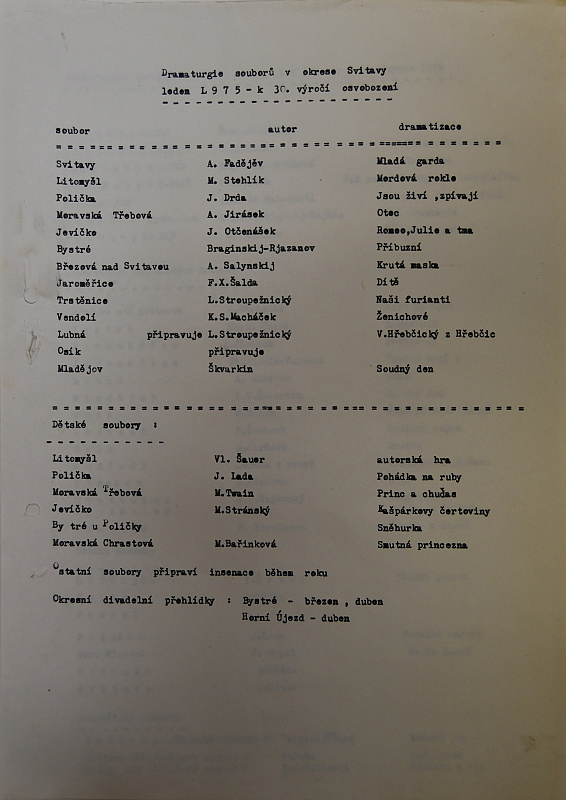 Dramaturgie souborů v okrese Svitavy
leden L 9 7 5 - k 30. výročí osvobození
soubor autor dramatizace
Svitavy A. Fadějěv Mladá garda
Litomyšl M. Stehlík Mordová rokle
Polička J. Drda Jsou živí ,zpívají
Moravská Třebová A. Jirásek Otec
Jevíčko J. Otčenášek Romeo,Julie a tma
Bystré Braginskij-Rjazanov Příbuzní
Březová nad Svitavou A. Salynskij Krutá maska
Jaroměřice F.X.Šalda Dítě
Trstěnice L.Stroupežnický Naši furianti
Vendolí K.S.Macháček Ženichové
Lubná připravuje L.Stroupežnický V.Hřebčický z Hřebčic
Osík připravuje
Mladějov Škvarkin Soudný den
Dětské soubory :
Litomyšl Vl. Šauer autorská hra
Polička J. Lada Pohádka na ruby
Moravská Třebová M.Twain Princ a chuďas
Jevíčko M.Stránský Kašpárkovy čertoviny
By tré u Poličky Sněhurka
Moravská Chrastová M.Bařinková Smutná princezna
Ostatní soubory připraví insenace během roku
Okresní divadelní přehlídky : Bystré - březen , duben
Horní Újezd - duben